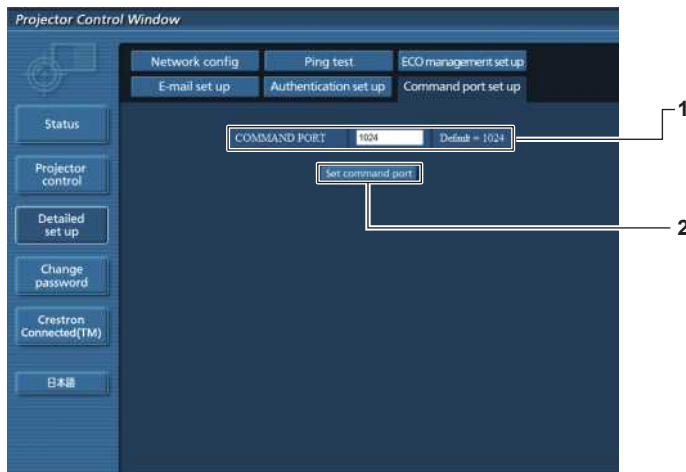 Projector Control Window
Network config
Ping test
ECO management set up
E-mail set up
Authentication set up
Command port set up
Status
Projector control
Detailed set up
Change password
Crestron Connected(TM)
日本語
COMMAND PORT 1024 Default = 1024
Set command port
1
2